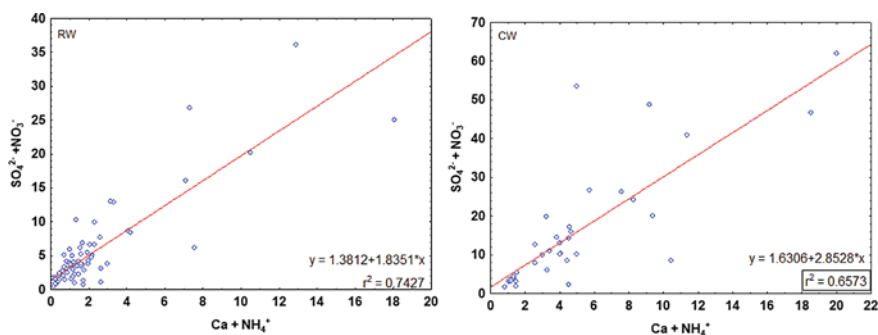 RW
40
35
30
25
20
15
10
5
0
SO₄²⁻ +NO₃⁻
0 2 4 6 8 10 12 14 16 18 20
Ca + NH₄⁺
y = 1.3812+1.8351*x
r² = 0,7427
CW
70
60
50
40
30
20
10
0
SO₄²⁻ + NO₃⁻
0 2 4 6 8 10 12 14 16 18 20 22
Ca + NH₄⁺
y = 1.6306+2.8528*x
r² = 0.6573